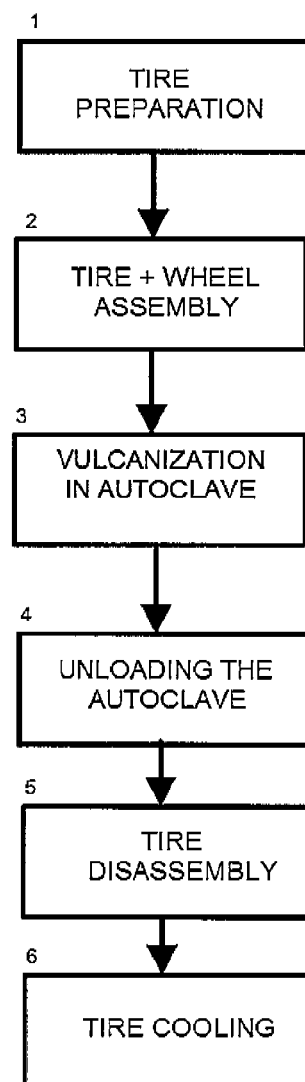 1
TIRE
PREPARATION
2
TIRE + WHEEL
ASSEMBLY
3
VULCANIZATION
IN AUTOCLAVE
4
UNLOADING THE
AUTOCLAVE
5
TIRE
DISASSEMBLY
6
TIRE COOLING